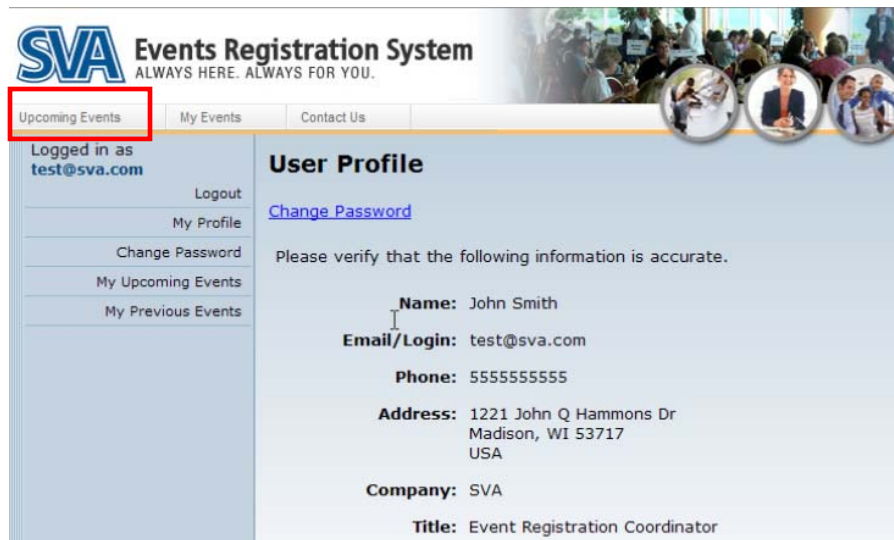 SVA Events Registration System
ALWAYS HERE. ALWAYS FOR YOU.
Upcoming Events My Events Contact Us
Logged in as
test@sva.com
Logout
My Profile
Change Password
My Upcoming Events
My Previous Events
User Profile
Change Password
Please verify that the following information is accurate.
Name: John Smith
Email/Login: test@sva.com
Phone: 5555555555
Address: 1221 John Q Hammons Dr
Madison, WI 53717
USA
Company: SVA
Title: Event Registration Coordinator